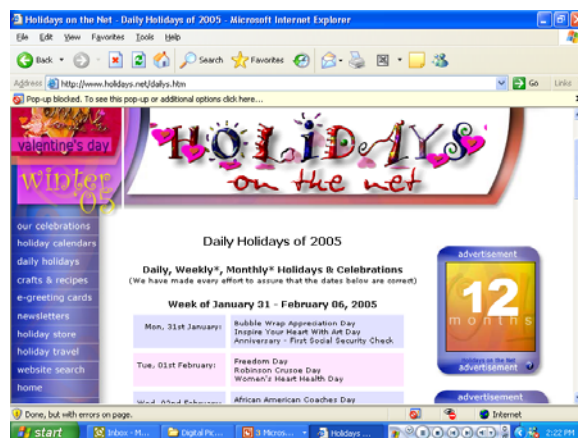 Holidays on the Net - Daily Holidays of 2005 - Microsoft Internet Explorer
File Edit View Favorites Tools Help
Back Search Favorites
Address http://www.holidays.net/dailys.htm Go Links
Pop-up blocked. To see this pop-up or additional options click here...
valentine's day
winter
'05
HOLIDAYS
on the net
our celebrations
holiday calendars
daily holidays
crafts & recipes
e-greeting cards
newsletters
holiday store
holiday travel
website search
home
Daily Holidays of 2005
Daily, Weekly*, Monthly* Holidays & Celebrations
(We have made every effort to assure that the dates below are correct)
Week of January 31 - February 06, 2005
Mon, 31st January: Bubble Wrap Appreciation Day
Inspire Your Heart With Art Day
Anniversary - First Social Security Check
Tue, 01st February: Freedom Day
Robinson Crusoe Day
Women's Heart Health Day
Wed, 02nd February: African American Coaches Day
advertisement
12
months
Holidays on the Net
advertisement
Done, but with errors on page. Internet
start Inbox - M... Digital Pic... 3 Micros... Holidays ... 2:22 PM